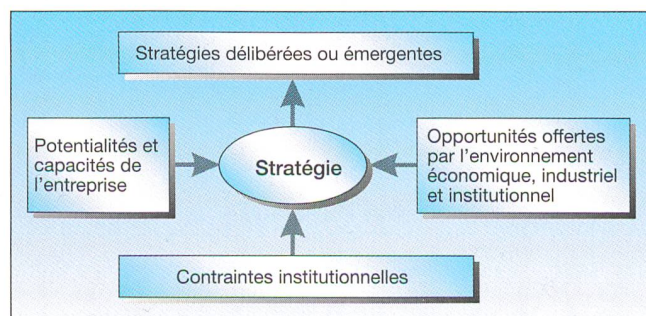 Stratégies délibérées ou émergentes
Potentialités et
capacités de
l'entreprise
Stratégie
Opportunités offertes
par l'environnement
économique, industriel
et institutionnel
Contraintes institutionnelles